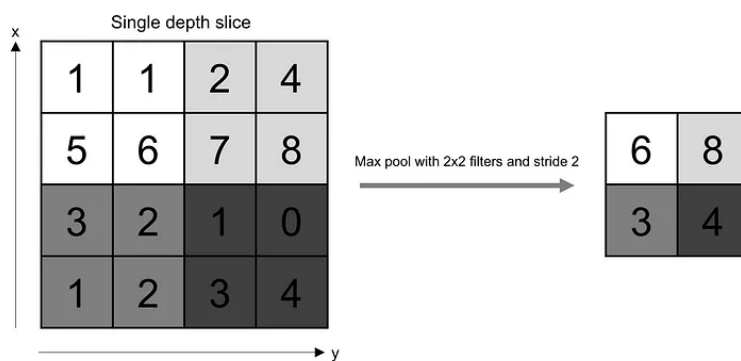 Single depth slice
x
1 1 2 4
5 6 7 8
3 2 1 0
1 2 3 4
y
Max pool with 2x2 filters and stride 2
6 8
3 4